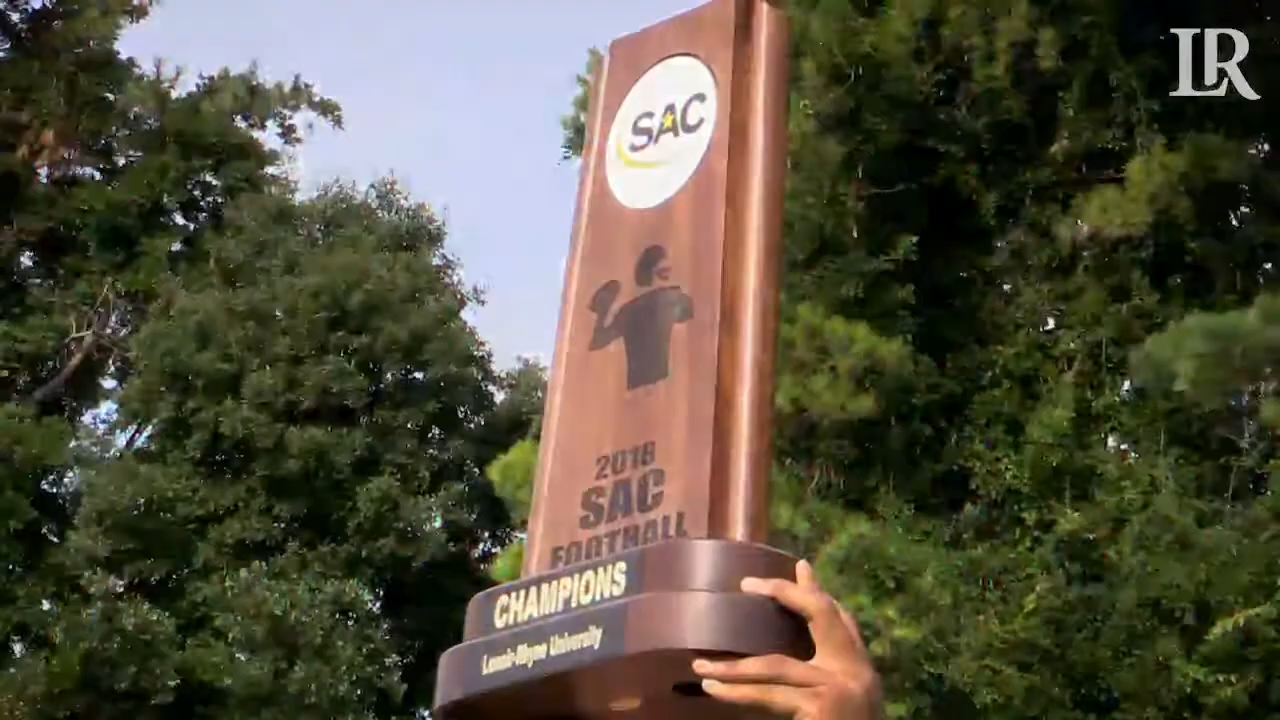 LR
SAC
2018
SAC
FOOTBALL
CHAMPIONS
Lenoir-Rhyne University